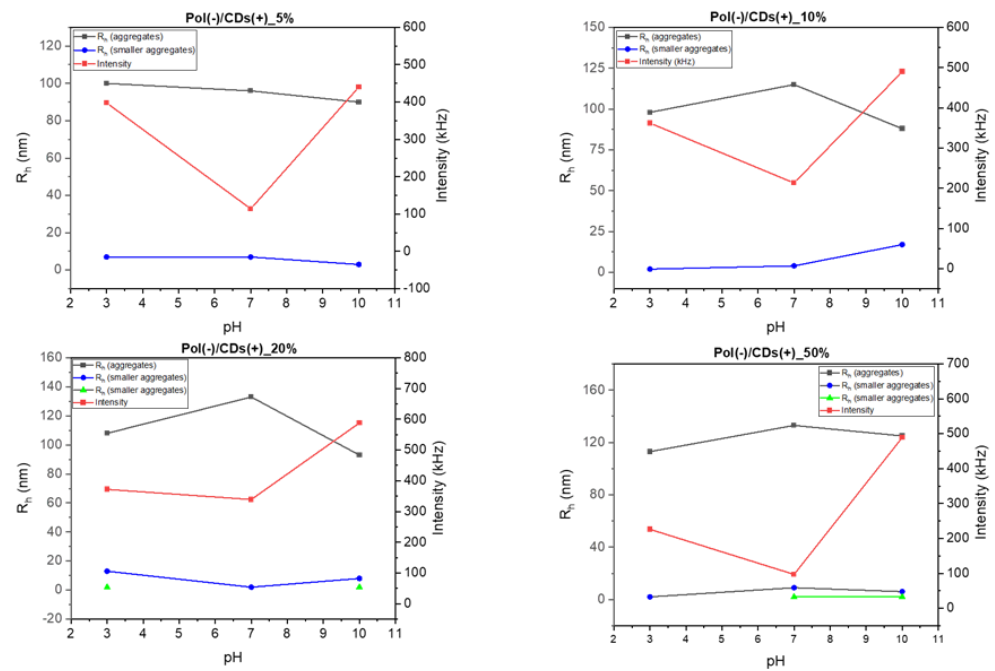 Pol(-)/CDs(+)_5%
Rₕ (aggregates)
Rₕ (smaller aggregates)
Intensity
120
100
80
60
40
20
0
Rₕ (nm)
600
500
400
300
200
100
0
-100
Intensity (kHz)
2 3 4 5 6 7 8 9 10 11
pH
Pol(-)/CDs(+)_10%
Rₕ (aggregates)
Rₕ (smaller aggregates)
Intensity (kHz)
150
125
100
75
50
25
0
Rₕ (nm)
600
500
400
300
200
100
0
Intensity (kHz)
2 3 4 5 6 7 8 9 10 11
pH
Pol(-)/CDs(+)_20%
Rₕ (aggregates)
Rₕ (smaller aggregates)
Rₕ (smaller aggregates)
Intensity
160
140
120
100
80
60
40
20
0
-20
Rₕ (nm)
800
700
600
500
400
300
200
100
0
Intensity (kHz)
2 3 4 5 6 7 8 9 10 11
pH
Pol(-)/CDs(+)_50%
Rₕ (aggregates)
Rₕ (smaller aggregates)
Rₕ (smaller aggregates)
Intensity
160
120
80
40
0
Rₕ (nm)
700
600
500
400
300
200
100
0
Intensity (kHz)
2 3 4 5 6 7 8 9 10 11
pH